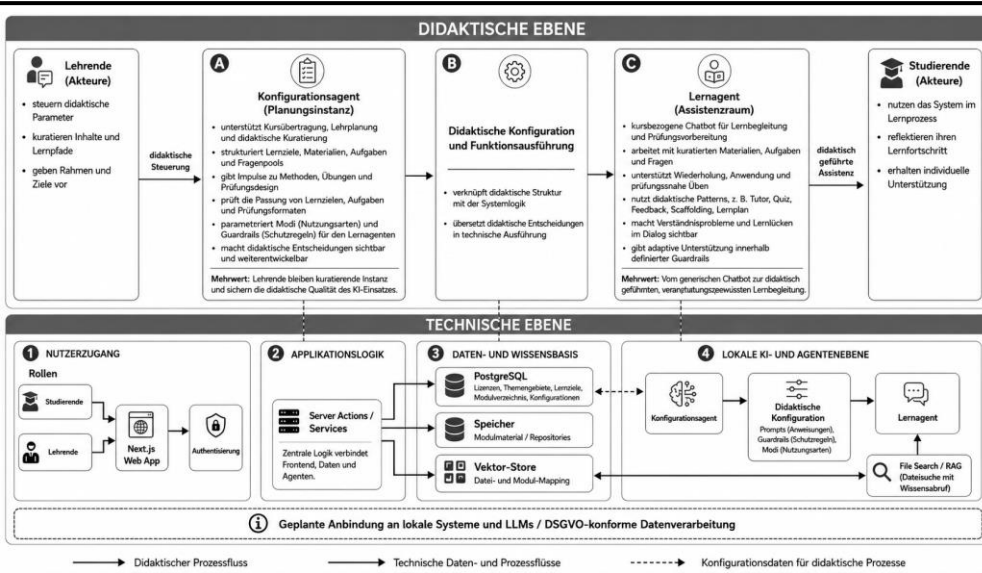 DIDAKTISCHE EBENE
Lehrende
(Akteure)
• steuern didaktische
Parameter
• kuratieren Inhalte und
Lernpfade
• geben Rahmen und
Ziele vor
didaktische
Steuerung
A
Konfigurationsagent
(Planungsinstanz)
• unterstützt Kursübertragung, Lehrplanung
und didaktische Kuratierung
• strukturiert Lernziele, Materialien, Aufgaben
und Fragenpools
• gibt Impulse zu Methoden, Übungen und
Prüfungsdesign
• prüft die Passung von Lernzielen, Aufgaben
und Prüfungsformaten
• parametriert Modi (Nutzungsarten) und
Guardrails (Schutzregeln) für den Lernagenten
• macht didaktische Entscheidungen sichtbar
und weiterentwickelbar
Mehrwert: Lehrende bleiben kuratierende Instanz
und sichern die didaktische Qualität des KI-Einsatzes.
B
Didaktische Konfiguration
und Funktionsausführung
• verknüpft didaktische Struktur
mit der Systemlogik
• übersetzt didaktische Entscheidungen
in technische Ausführung
C
Lernagent
(Assistenzraum)
• kursbezogene Chatbot für Lernbegleitung
und Prüfungsvorbereitung
• arbeitet mit kuratierten Materialien, Aufgaben
und Fragen
• unterstützt Wiederholung, Anwendung und
prüfungssnahe Üben
• nutzt didaktische Patterns, z. B. Tutor, Quiz,
Feedback, Scaffolding, Lernplan
• macht Verständnisprobleme und Lernlücken
im Dialog sichtbar
• gibt adaptive Unterstützung innerhalb
definierter Guardrails
Mehrwert: Vom generischen Chatbot zur didaktisch
geführten, Lernbegleitung.
didaktisch
geführte
Assistenz
Studierende
(Akteure)
• nutzen das System im
Lernprozess
• reflektieren ihren
Lernfortschritt
• erhalten individuelle
Unterstützung
TECHNISCHE EBENE
1 NUTZERZUGANG
Rollen
Studierende
Lehrende
Next.js
Web App
Authentisierung
2 APPLIKATIONSLOGIK
Server Actions /
Services
Zentrale Logik verbindet
Frontend, Daten und
Agenten.
3 DATEN- UND WISSENSBASIS
PostgreSQL
Lizenzen, Themengebiete, Lernziele,
Modulverzeichnis, Konfigurationen
Speicher
Modulmaterial / Repositories
Vektor-Store
Datei- und Modul-Mapping
4 LOKALE KI- UND AGENTENEBENE
Konfigurationsagent
Didaktische
Konfiguration
Prompts (Anweisungen),
Guardrails (Schutzregeln),
Modi (Nutzungsarten)
Lernagent
File Search / RAG
(Dateisuche mit
Wissensabruf)
Geplante Anbindung an lokale Systeme und LLMs / DSGVO-konforme Datenverarbeitung
Didaktischer Prozessfluss
Technische Daten- und Prozessflüsse
Konfigurationsdaten für didaktische Prozesse